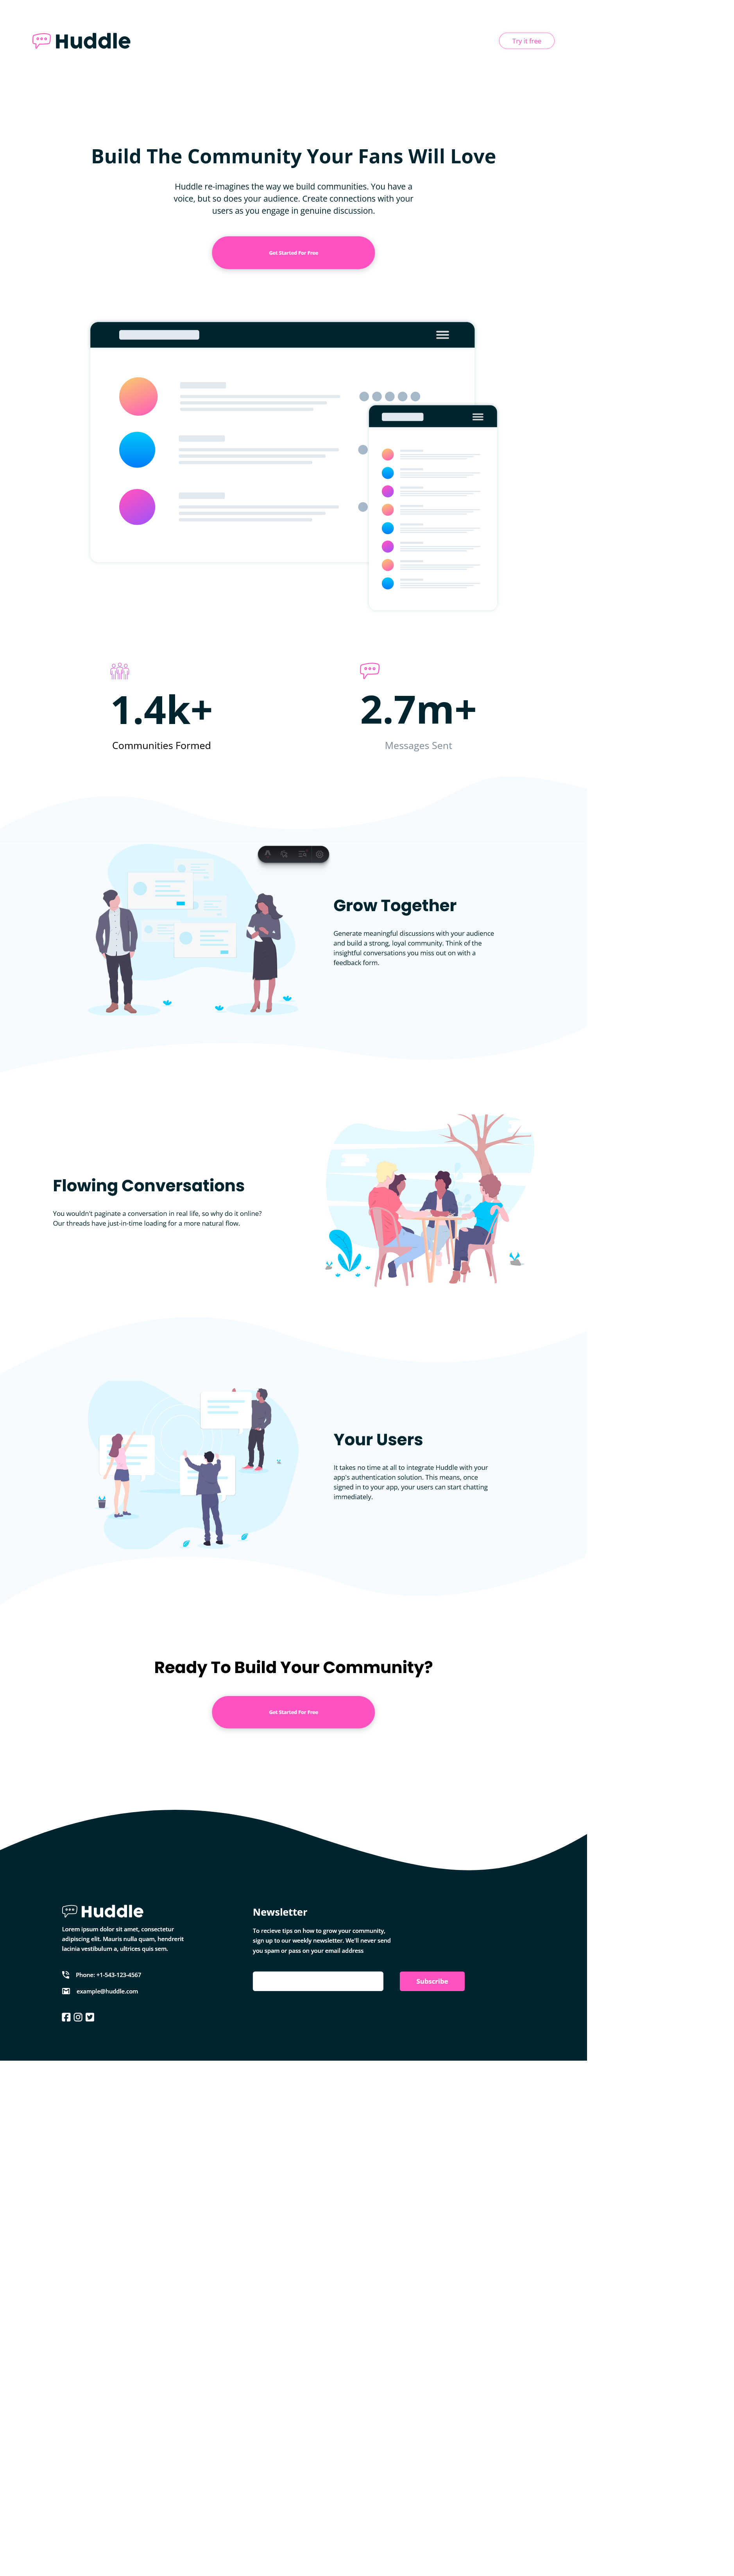 Huddle
Try it free
Build The Community Your Fans Will Love
Huddle re-imagines the way we build communities. You have a
voice, but so does your audience. Create connections with your
users as you engage in genuine discussion.
Get Started For Free
1.4k+
Communities Formed
2.7m+
Messages Sent
Grow Together
Generate meaningful discussions with your audience
and build a strong, loyal community. Think of the
insightful conversations you miss out on with a
feedback form.
Flowing Conversations
You wouldn't paginate a conversation in real life, so why do it online?
Our threads have just-in-time loading for a more natural flow.
Your Users
It takes no time at all to integrate Huddle with your
app's authentication solution. This means, once
signed in to your app, your users can start chatting
immediately.
Ready To Build Your Community?
Get Started For Free
Huddle
Lorem ipsum dolor sit amet, consectetur
adipiscing elit. Mauris nulla quam, hendrerit
lacinia vestibulum a, ultrices quis sem.
Phone: +1-543-123-4567
example@huddle.com
Newsletter
To recieve tips on how to grow your community,
sign up to our weekly newsletter. We'll never send
you spam or pass on your email address
Subscribe